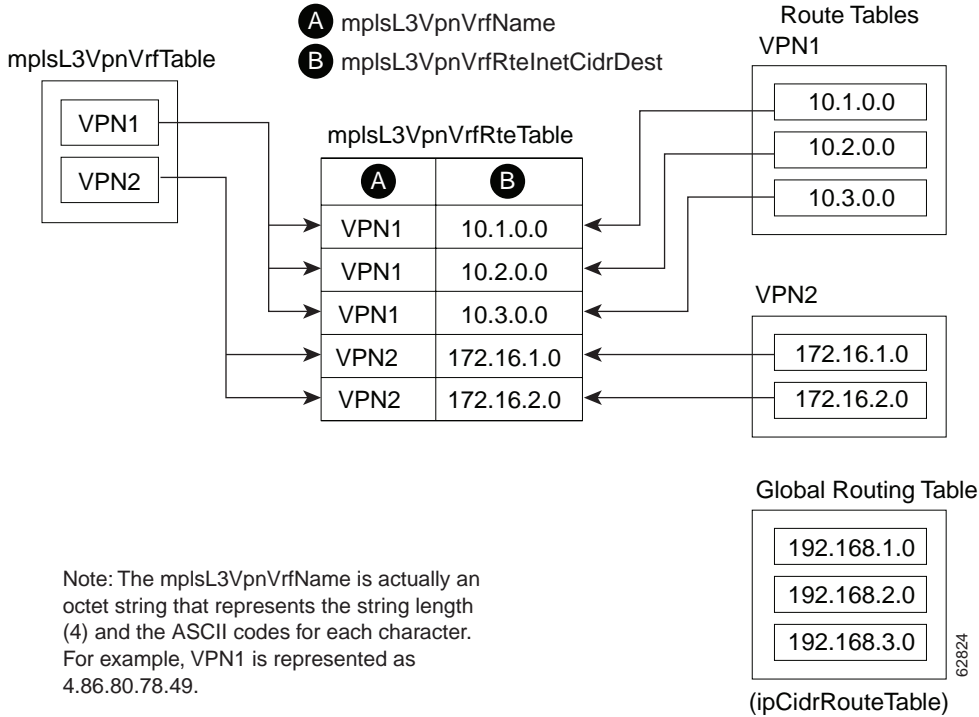 A mplsL3VpnVrfName
B mplsL3VpnVrfRteInetCidrDest
mplsL3VpnVrfTable
VPN1
VPN2
mplsL3VpnVrfRteTable
A B
VPN1 10.1.0.0
VPN1 10.2.0.0
VPN1 10.3.0.0
VPN2 172.16.1.0
VPN2 172.16.2.0
Route Tables
VPN1
10.1.0.0
10.2.0.0
10.3.0.0
VPN2
172.16.1.0
172.16.2.0
Global Routing Table
192.168.1.0
192.168.2.0
192.168.3.0
(ipCidrRouteTable)
62824
Note: The mplsL3VpnVrfName is actually an
octet string that represents the string length
(4) and the ASCII codes for each character.
For example, VPN1 is represented as
4.86.80.78.49.